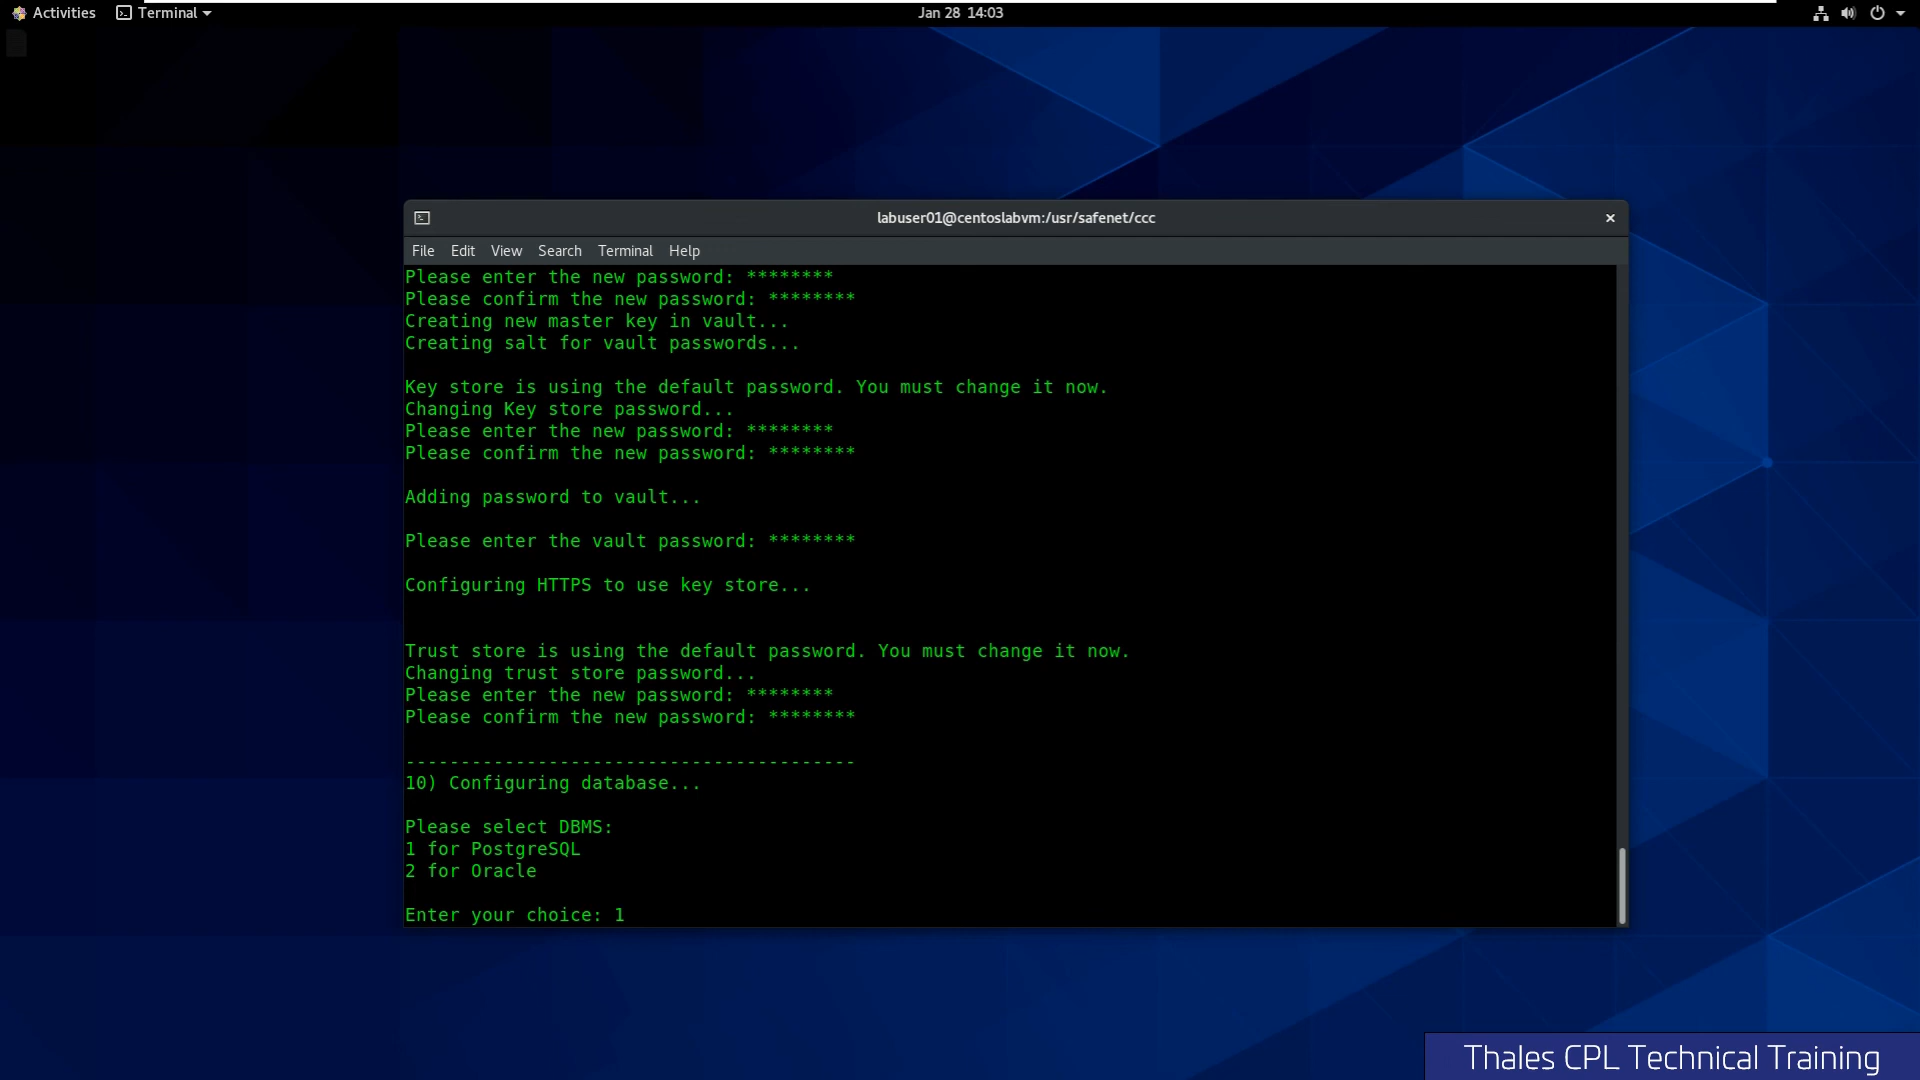 Activities
Terminal
Jan 28 14:03
labuser01@centoslabvm:/usr/safenet/ccc
File Edit View Search Terminal Help
Please enter the new password: ********
Please confirm the new password: ********
Creating new master key in vault...
Creating salt for vault passwords...
Key store is using the default password. You must change it now.
Changing Key store password...
Please enter the new password: ********
Please confirm the new password: ********
Adding password to vault...
Please enter the vault password: ********
Configuring HTTPS to use key store...
Trust store is using the default password. You must change it now.
Changing trust store password...
Please enter the new password: ********
Please confirm the new password: ********
-----------------------------------------
10) Configuring database...
Please select DBMS:
1 for PostgreSQL
2 for Oracle
Enter your choice: 1
Thales CPL Technical Training